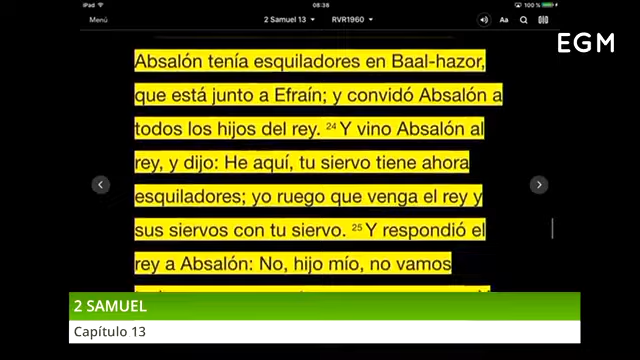 iPad
08:36
100 %
Menú
2 Samuel 13
RVR1960
Aa
EGM
Absalón tenía esquiladores en Baal-hazor,
que está junto a Efraín; y convidó Absalón a
todos los hijos del rey. 24 Y vino Absalón al
rey, y dijo: He aquí, tu siervo tiene ahora
esquiladores; yo ruego que venga el rey y
sus siervos con tu siervo. 25 Y respondió el
rey a Absalón: No, hijo mío, no vamos
2 SAMUEL
Capítulo 13